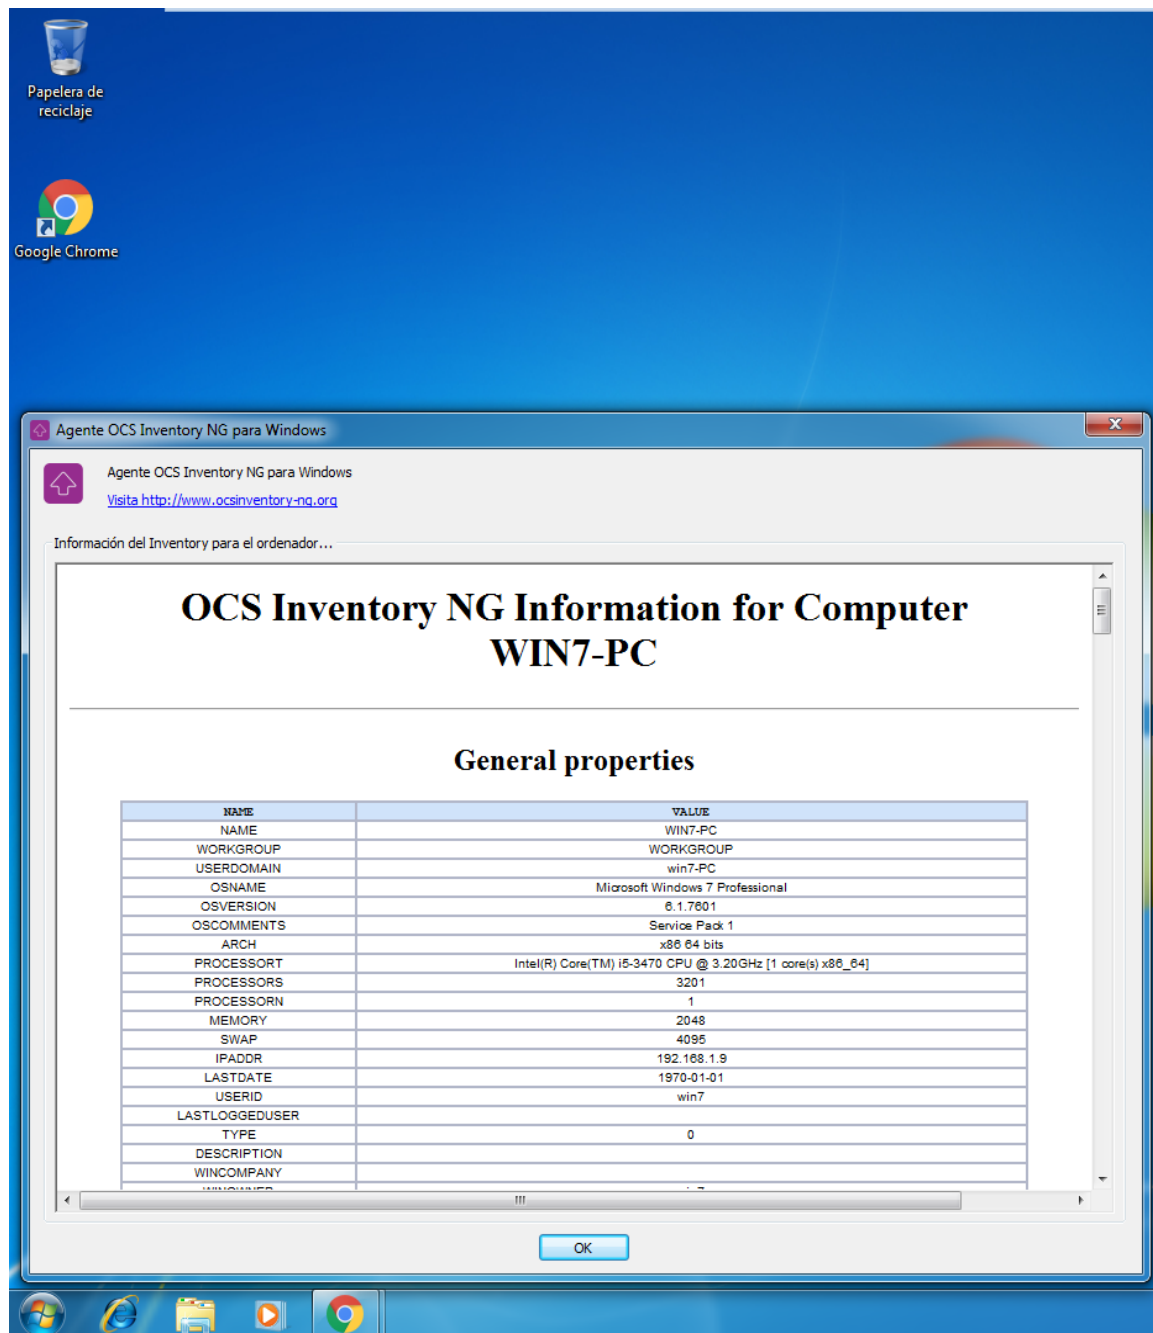 Papelera de
reciclaje
Google Chrome
Agente OCS Inventory NG para Windows
Agente OCS Inventory NG para Windows
Visita http://www.ocsinventory-ng.org
Información del Inventory para el ordenador...
OCS Inventory NG Information for Computer
WIN7-PC
General properties
NAME VALUE
NAME WIN7-PC
WORKGROUP WORKGROUP
USERDOMAIN win7-PC
OSNAME Microsoft Windows 7 Professional
OSVERSION 6.1.7601
OSCOMMENTS Service Pack 1
ARCH x86 64 bits
PROCESSORT Intel(R) Core(TM) i5-3470 CPU @ 3.20GHz [1 core(s) x86_64]
PROCESSORS 3201
PROCESSORN 1
MEMORY 2048
SWAP 4095
IPADDR 192.168.1.9
LASTDATE 1970-01-01
USERID win7
LASTLOGGEDUSER
TYPE 0
DESCRIPTION
WINCOMPANY
OK